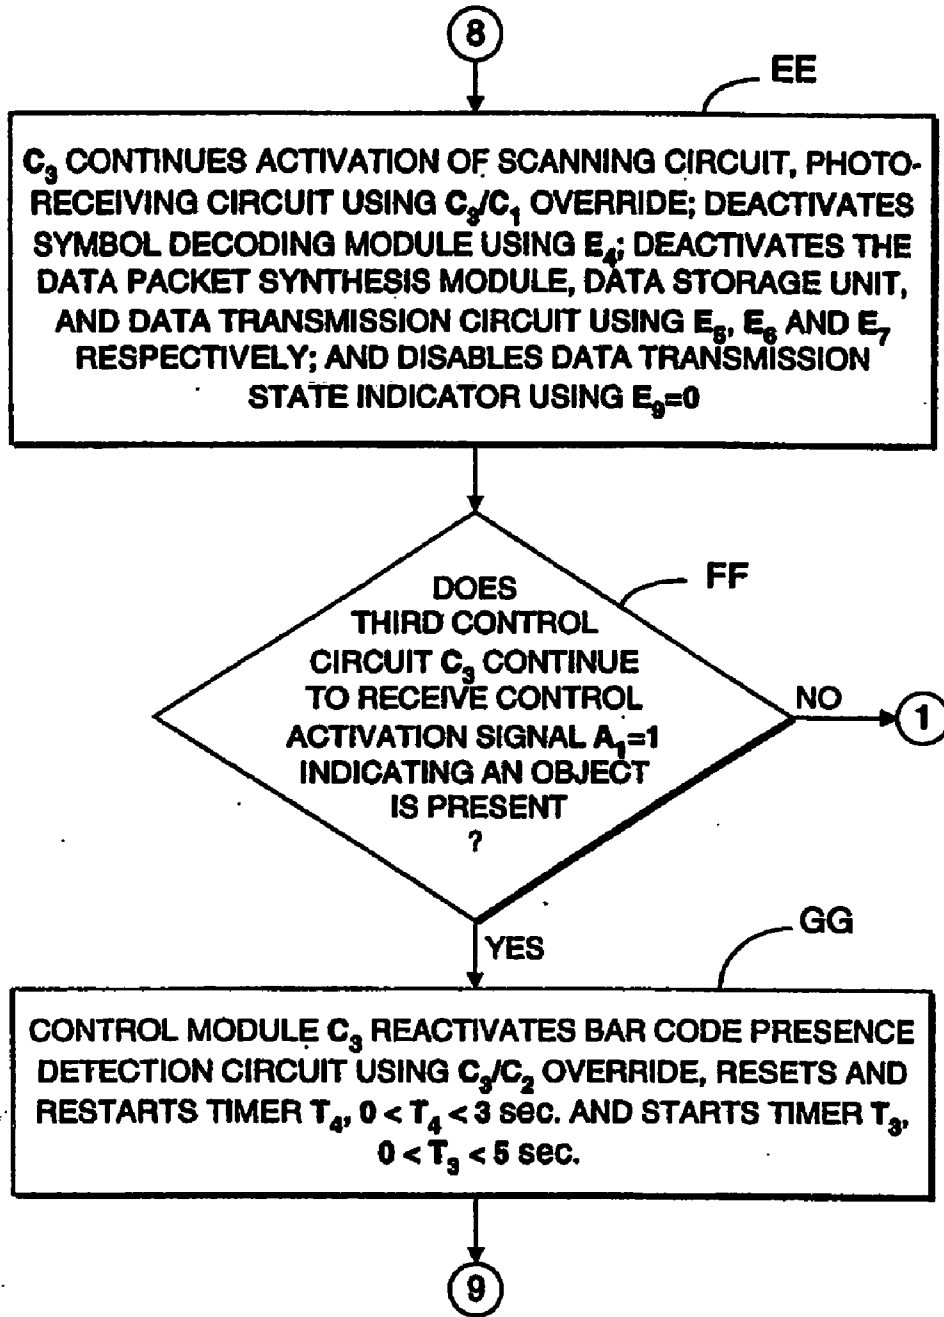 8
EE
C₃ CONTINUES ACTIVATION OF SCANNING CIRCUIT, PHOTO-
RECEIVING CIRCUIT USING C₃/C₁ OVERRIDE; DEACTIVATES
SYMBOL DECODING MODULE USING E₄; DEACTIVATES THE
DATA PACKET SYNTHESIS MODULE, DATA STORAGE UNIT,
AND DATA TRANSMISSION CIRCUIT USING E₅, E₆ AND E₇
RESPECTIVELY; AND DISABLES DATA TRANSMISSION
STATE INDICATOR USING E₉=0
FF
DOES
THIRD CONTROL
CIRCUIT C₃ CONTINUE
TO RECEIVE CONTROL
ACTIVATION SIGNAL A₁=1
INDICATING AN OBJECT
IS PRESENT
?
NO
1
YES
GG
CONTROL MODULE C₃ REACTIVATES BAR CODE PRESENCE
DETECTION CIRCUIT USING C₃/C₂ OVERRIDE, RESETS AND
RESTARTS TIMER T₄, 0 < T₄ < 3 sec. AND STARTS TIMER T₃,
0 < T₃ < 5 sec.
9